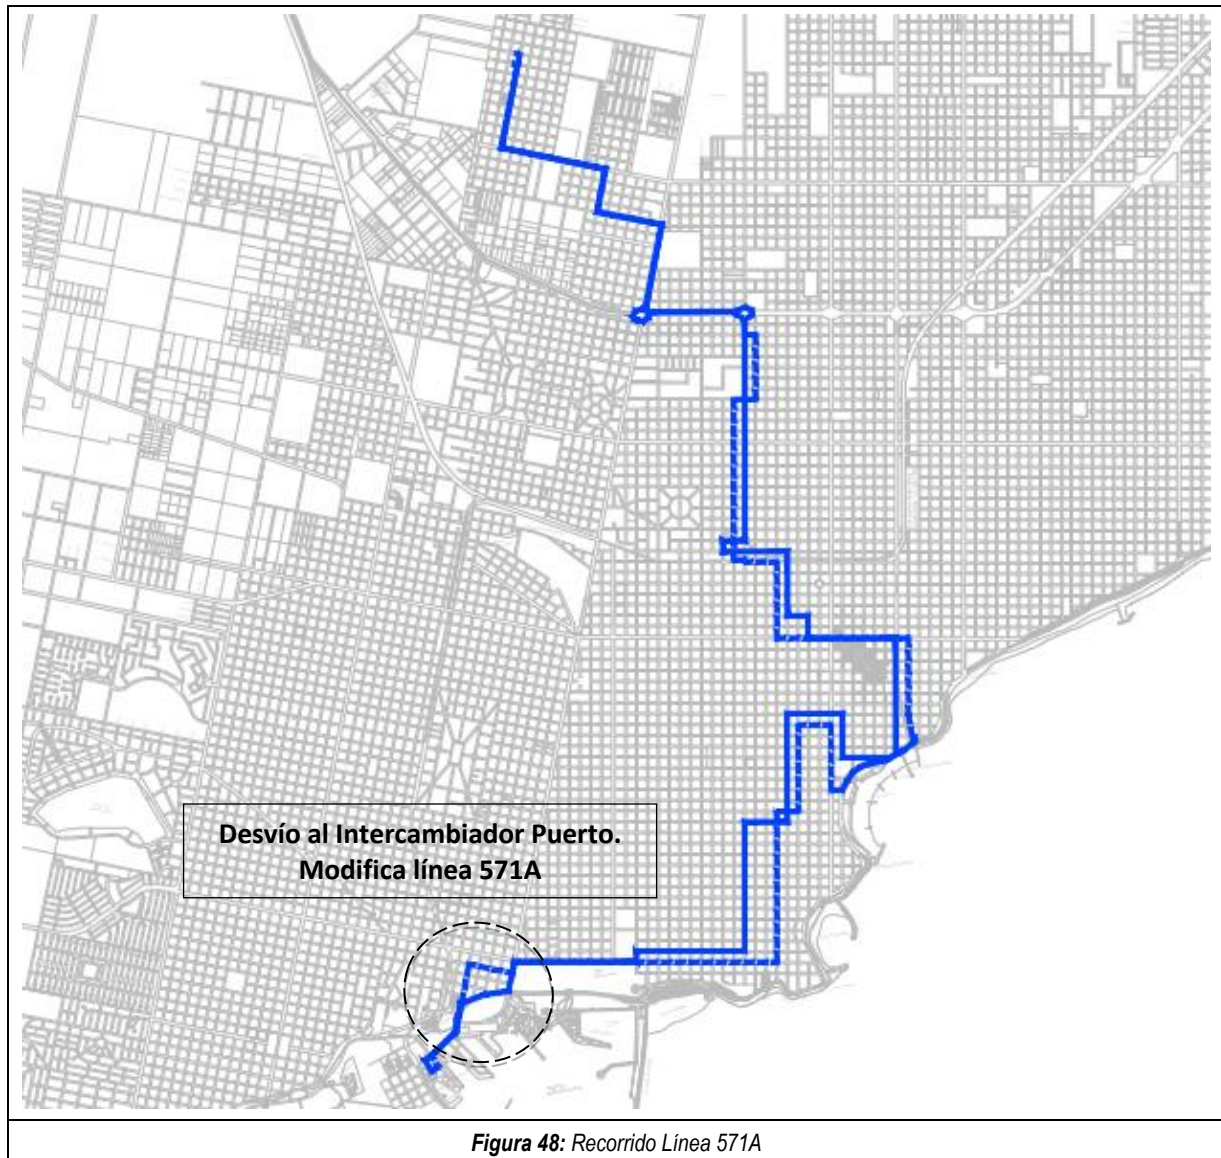 Desvío al Intercambiador Puerto.
Modifica línea 571A
Figura 48: Recorrido Línea 571A